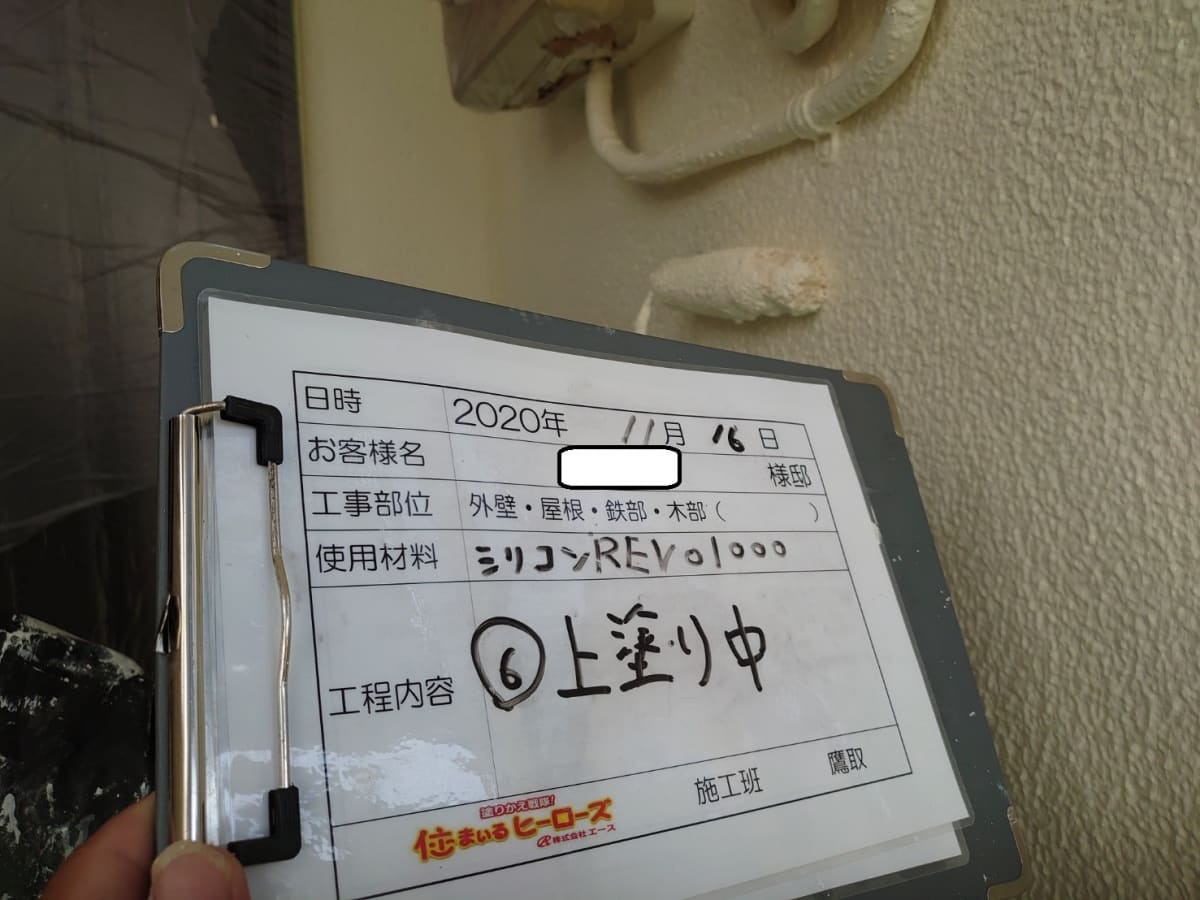 日時 2020年 11月 16日
お客様名 様邸
工事部位 外壁・屋根・鉄部・木部( )
使用材料 シリコンREVO1000
工程内容 ⑥上塗り中
施工班 鷹取
塗りかえ戦隊!
住まいるヒーローズ
株式会社エース